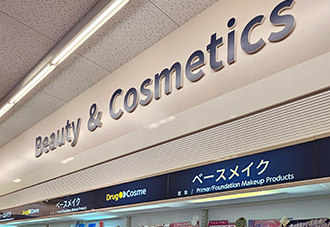 Beauty & Cosmetics
ベースメイク
Primer/Foundation Makeup Products
Drug Cosme
ベースメイク